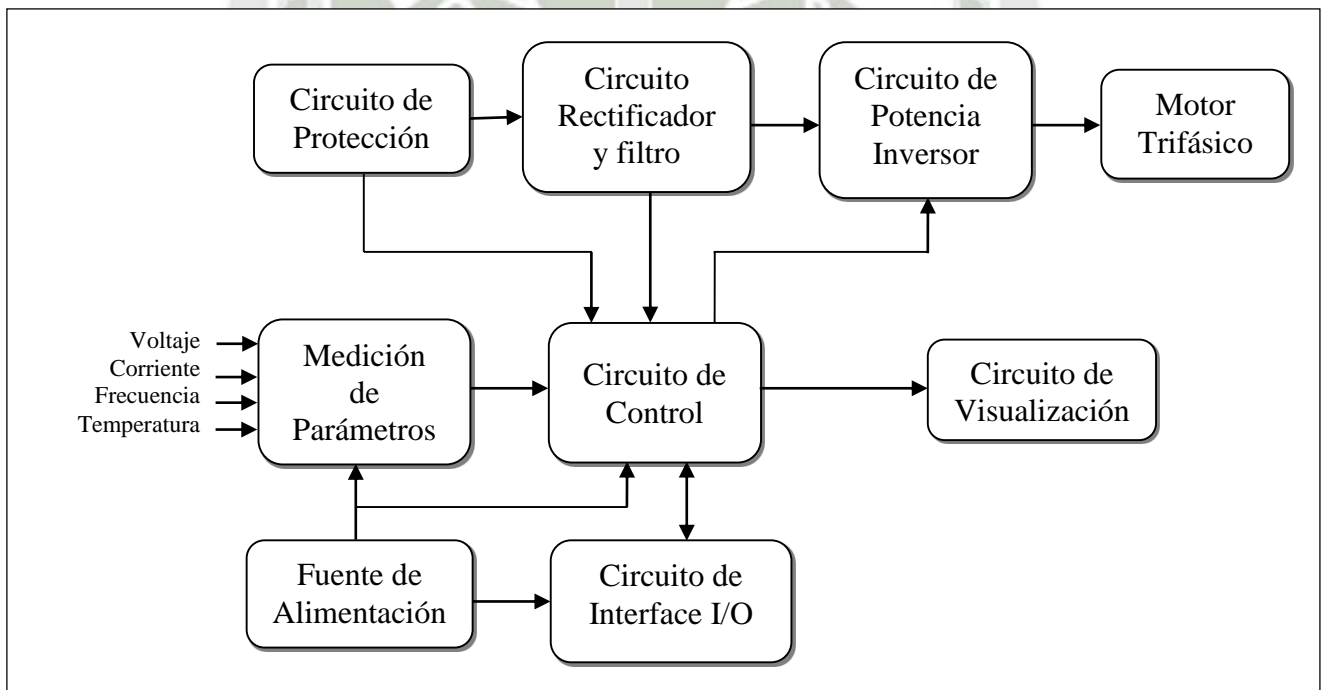 Circuito de
Protección
Circuito
Rectificador
y filtro
Circuito de
Potencia
Inversor
Motor
Trifásico
Voltaje
Corriente
Frecuencia
Temperatura
Medición
de
Parámetros
Circuito de
Control
Circuito de
Visualización
Fuente de
Alimentación
Circuito de
Interface I/O